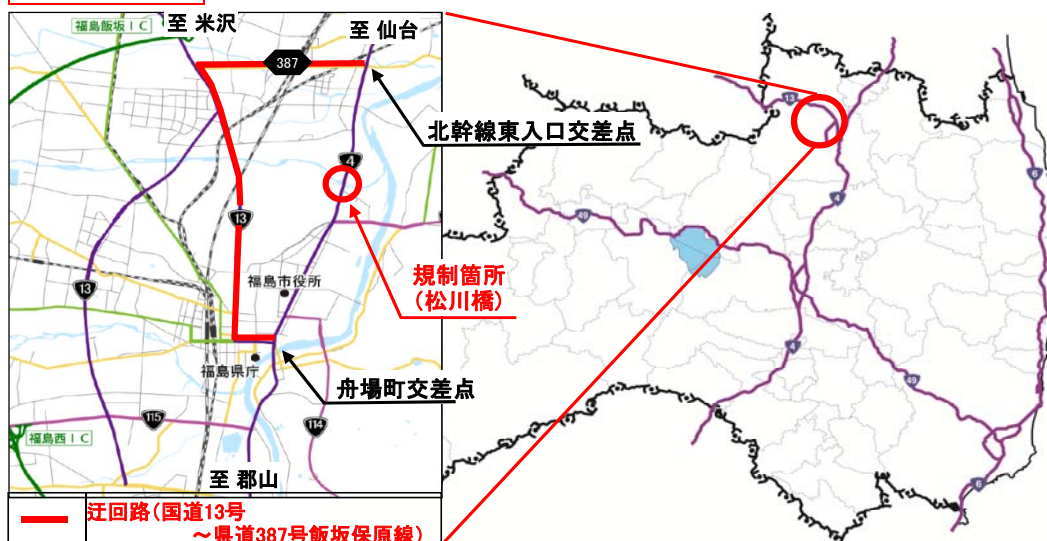 福島飯坂IC
至 米沢
至 仙台
387
北幹線東入口交差点
4
13
13
規制箇所
(松川橋)
福島市役所
福島県庁
舟場町交差点
115
114
福島西IC
至 郡山
迂回路(国道13号
～県道387号飯坂保原線)
13
4
6
49
4
49
6